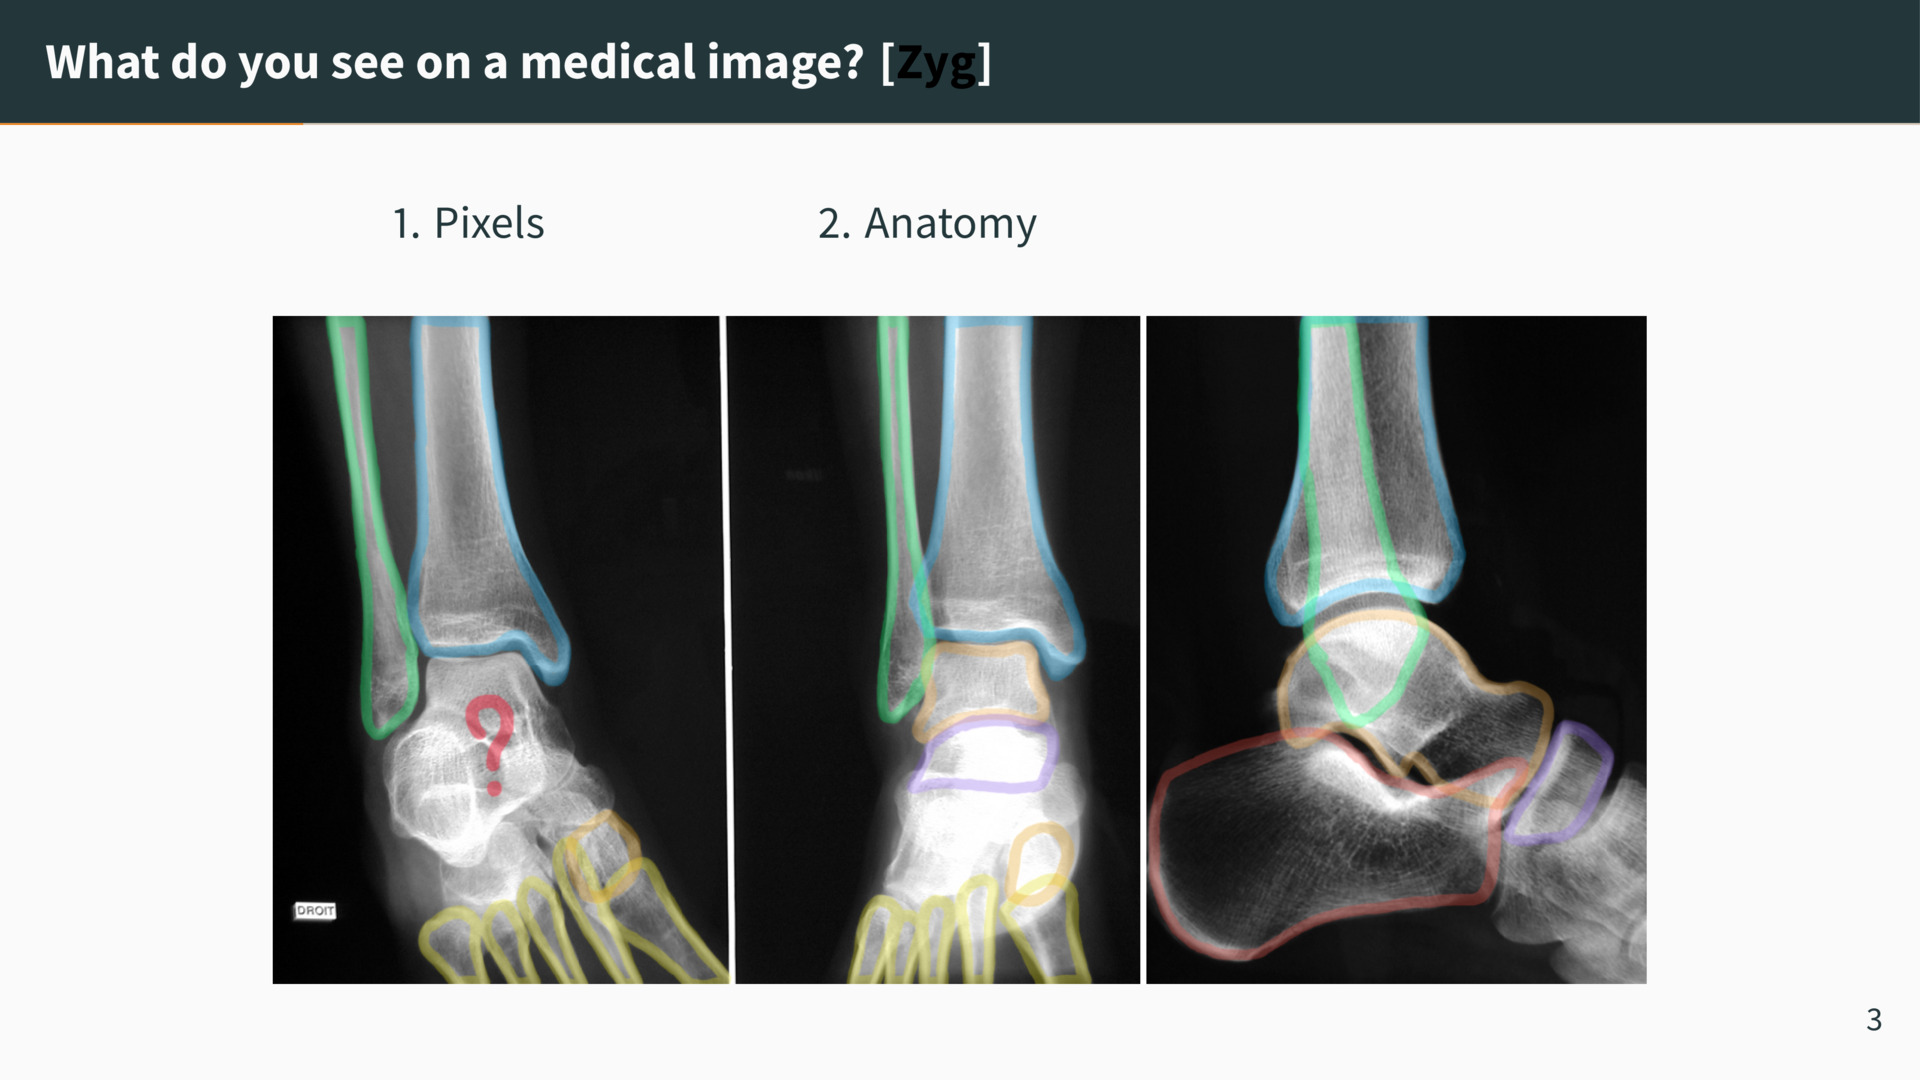 What do you see on a medical image? [Zyg]
1. Pixels
2. Anatomy
?
DROIT
3